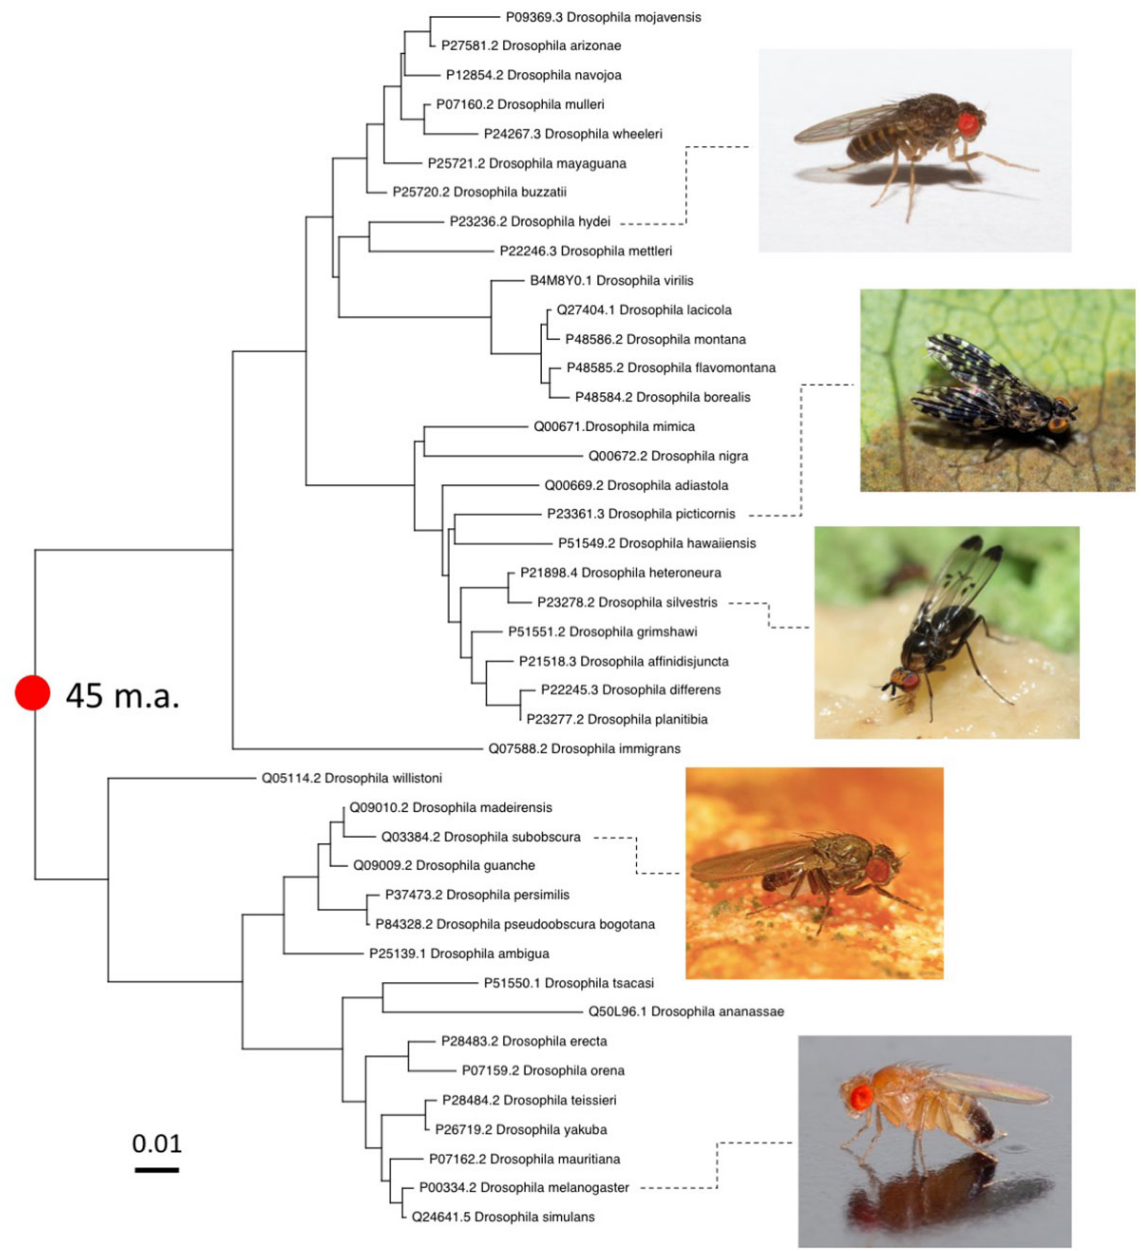 P09369.3 Drosophila mojavensis
P27581.2 Drosophila arizonae
P12854.2 Drosophila navojoa
P07160.2 Drosophila mulleri
P24267.3 Drosophila wheeleri
P25721.2 Drosophila mayaguana
P25720.2 Drosophila buzzatii
P23236.2 Drosophila hydei
P22246.3 Drosophila mettleri
B4M8Y0.1 Drosophila virilis
Q27404.1 Drosophila lacicola
P48586.2 Drosophila montana
P48585.2 Drosophila flavomontana
P48584.2 Drosophila borealis
Q00671.Drosophila mimica
Q00672.2 Drosophila nigra
Q00669.2 Drosophila adiastola
P23361.3 Drosophila picticornis
P51549.2 Drosophila hawaiiensis
P21898.4 Drosophila heteroneura
P23278.2 Drosophila silvestris
P51551.2 Drosophila grimshawi
P21518.3 Drosophila affinidisjuncta
P22245.3 Drosophila differens
45 m.a.
P23277.2 Drosophila planitibia
Q07588.2 Drosophila immigrans
Q05114.2 Drosophila willistoni
Q09010.2 Drosophila madeirensis
Q03384.2 Drosophila subobscura
Q09009.2 Drosophila guanche
P37473.2 Drosophila persimilis
P84328.2 Drosophila pseudoobscura bogotana
P25139.1 Drosophila ambigua
P51550.1 Drosophila tsacasi
Q50L96.1 Drosophila ananassae
P28483.2 Drosophila erecta
P07159.2 Drosophila orena
P28484.2 Drosophila teissieri
P26719.2 Drosophila yakuba
0.01
P07162.2 Drosophila mauritiana
P00334.2 Drosophila melanogaster
Q24641.5 Drosophila simulans